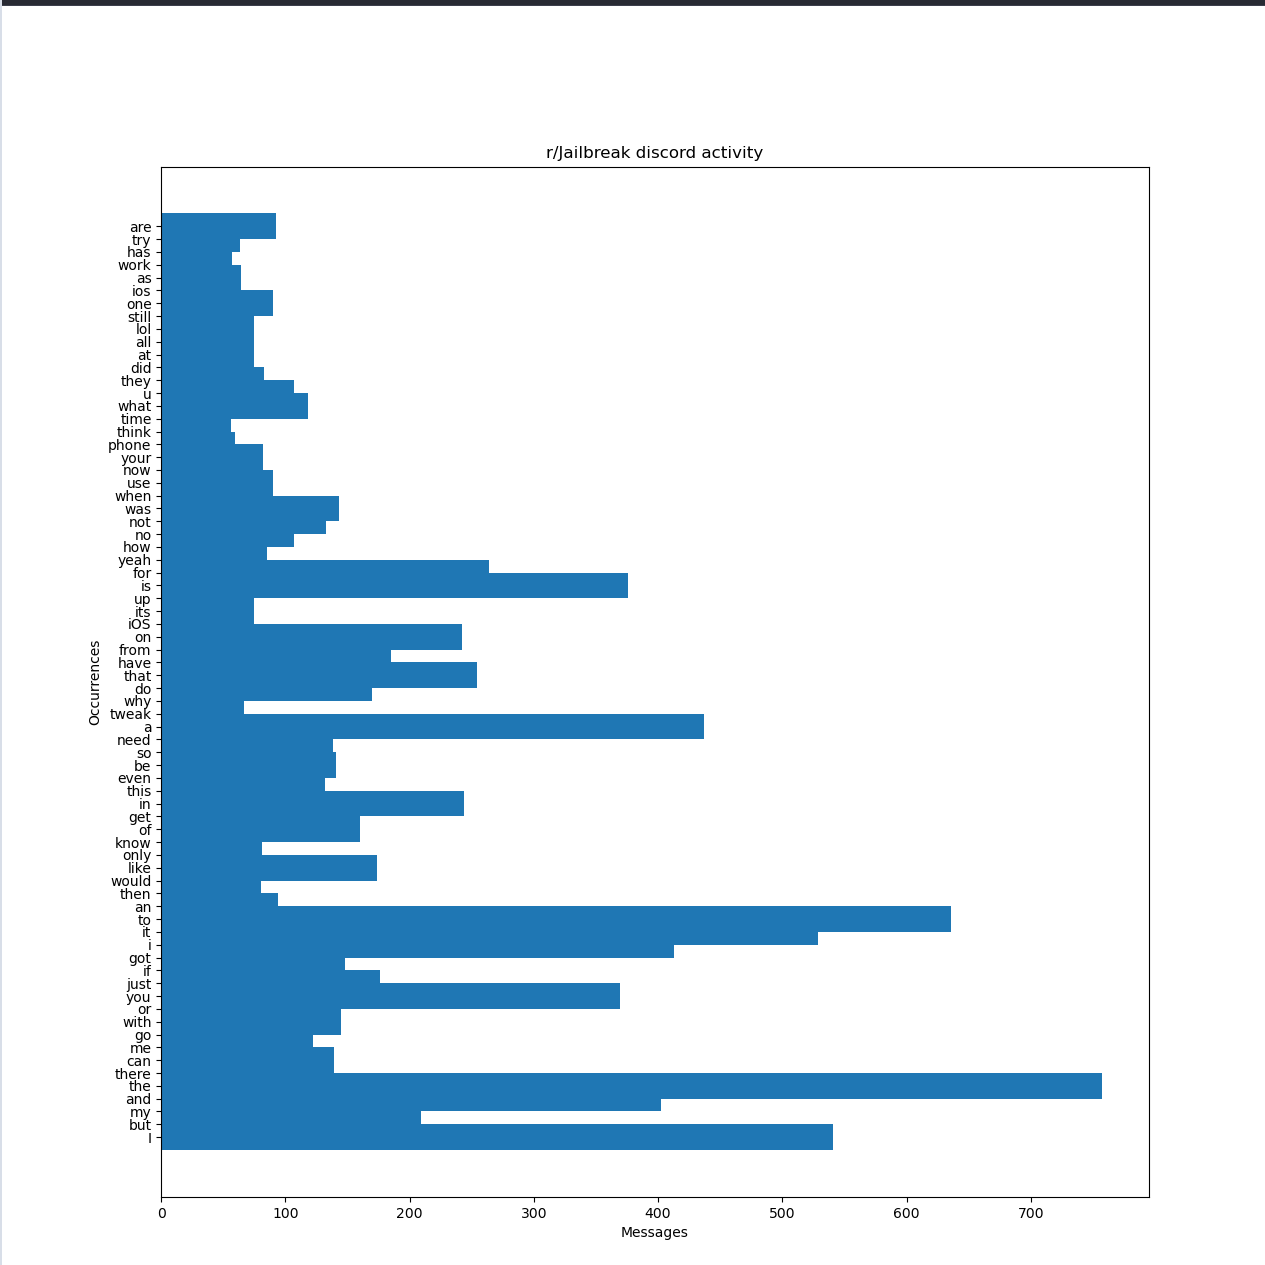 r/Jailbreak discord activity
are
try
has
work
as
ios
one
still
lol
all
at
did
they
u
what
time
think
phone
your
now
use
when
was
not
no
how
yeah
for
is
up
its
iOS
on
from
have
that
do
why
tweak
a
need
so
be
even
this
in
get
of
know
only
like
would
then
an
to
it
i
got
if
just
you
or
with
go
me
can
there
the
and
my
but
I
Occurrences
0 100 200 300 400 500 600 700
Messages